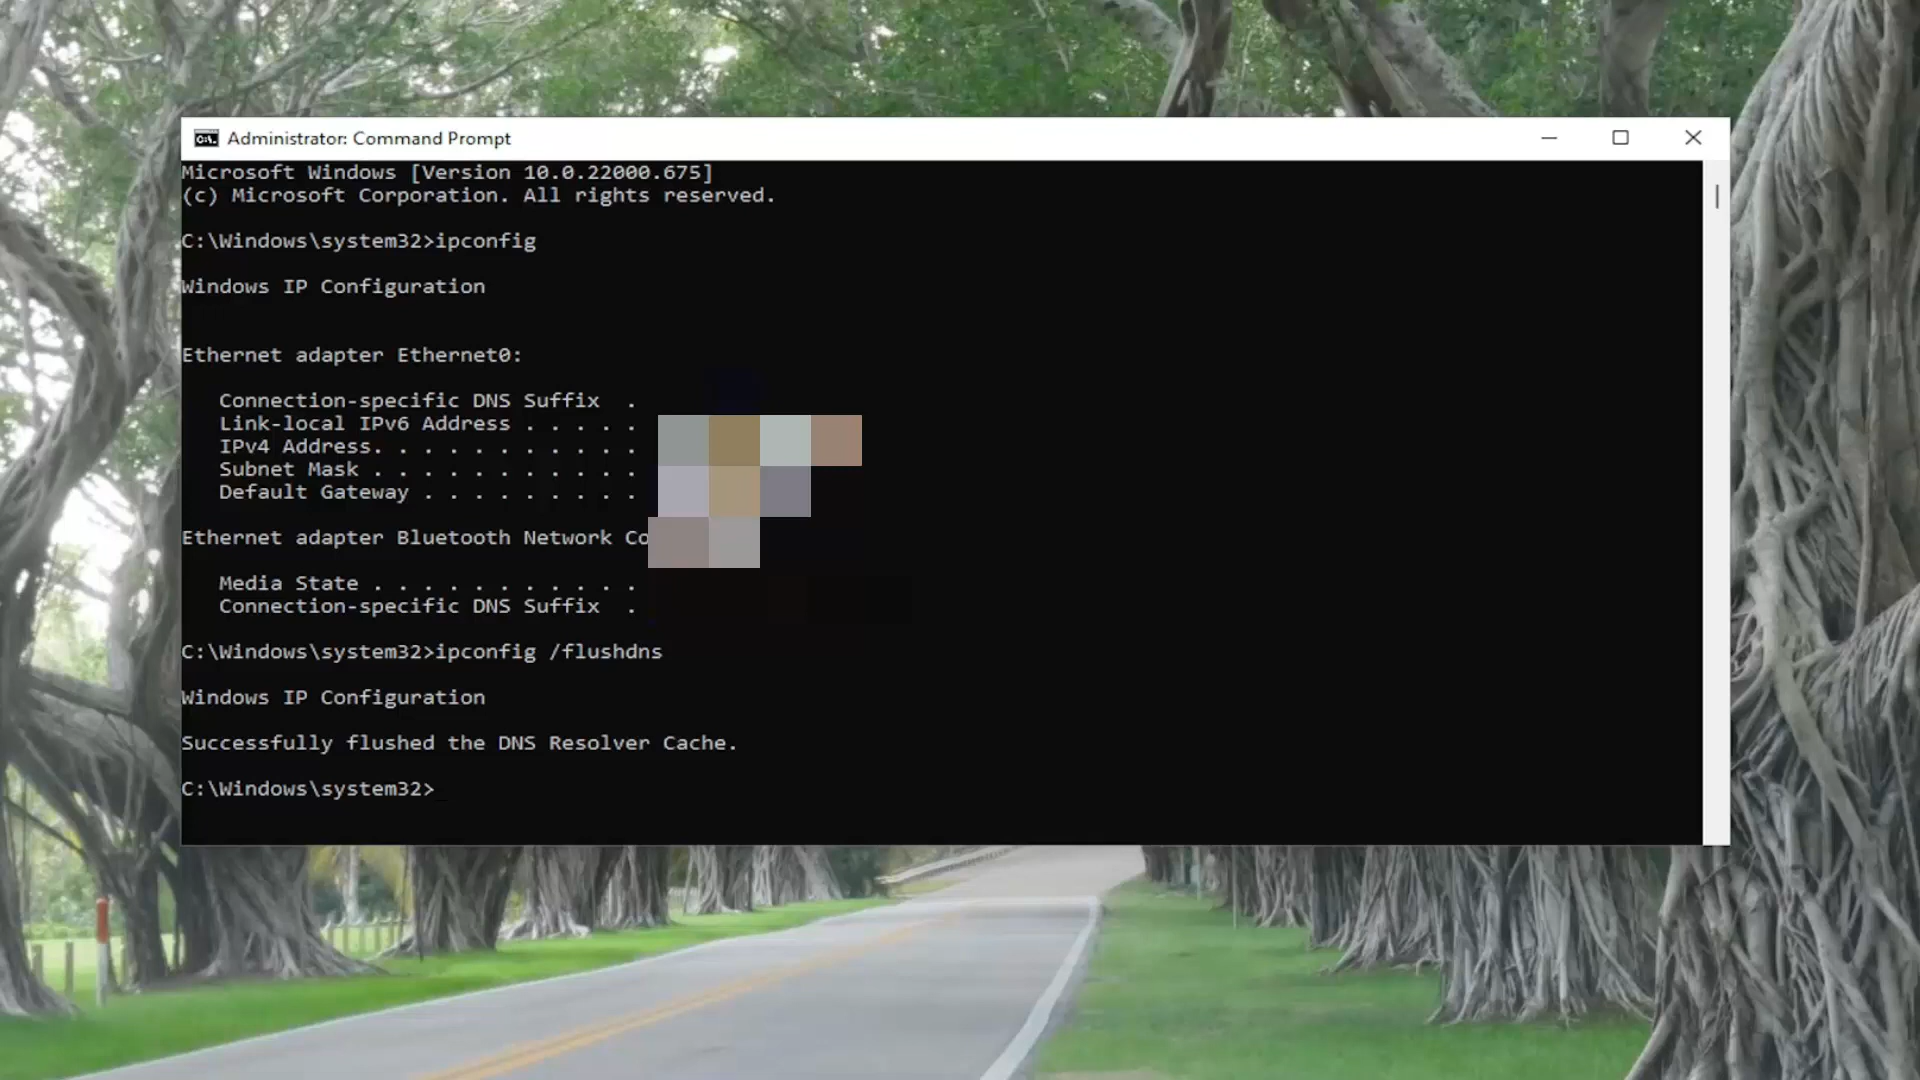 Administrator: Command Prompt
Microsoft Windows [Version 10.0.22000.675]
(c) Microsoft Corporation. All rights reserved.
C:\Windows\system32>ipconfig
Windows IP Configuration
Ethernet adapter Ethernet0:
Connection-specific DNS Suffix  .
Link-local IPv6 Address . . . . .
IPv4 Address. . . . . . . . . . .
Subnet Mask . . . . . . . . . . .
Default Gateway . . . . . . . . .
Ethernet adapter Bluetooth Network Co
Media State . . . . . . . . . . .
Connection-specific DNS Suffix  .
C:\Windows\system32>ipconfig /flushdns
Windows IP Configuration
Successfully flushed the DNS Resolver Cache.
C:\Windows\system32>